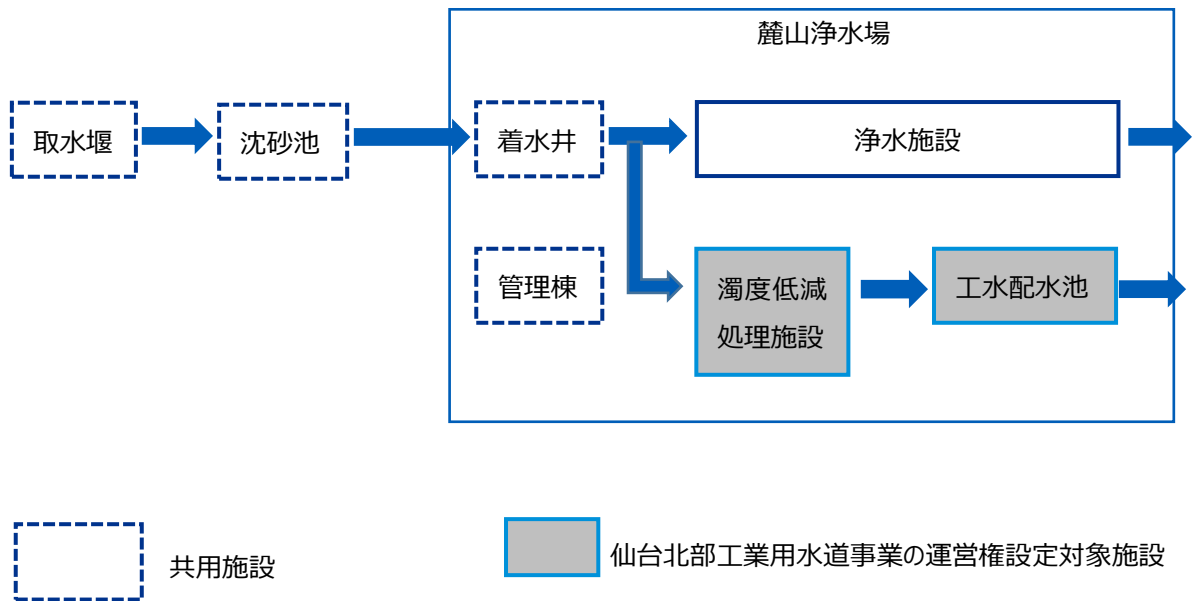 麓山浄水場
取水堰
沈砂池
着水井
浄水施設
管理棟
濁度低減
処理施設
工水配水池
共用施設
仙台北部工業用水道事業の運営権設定対象施設